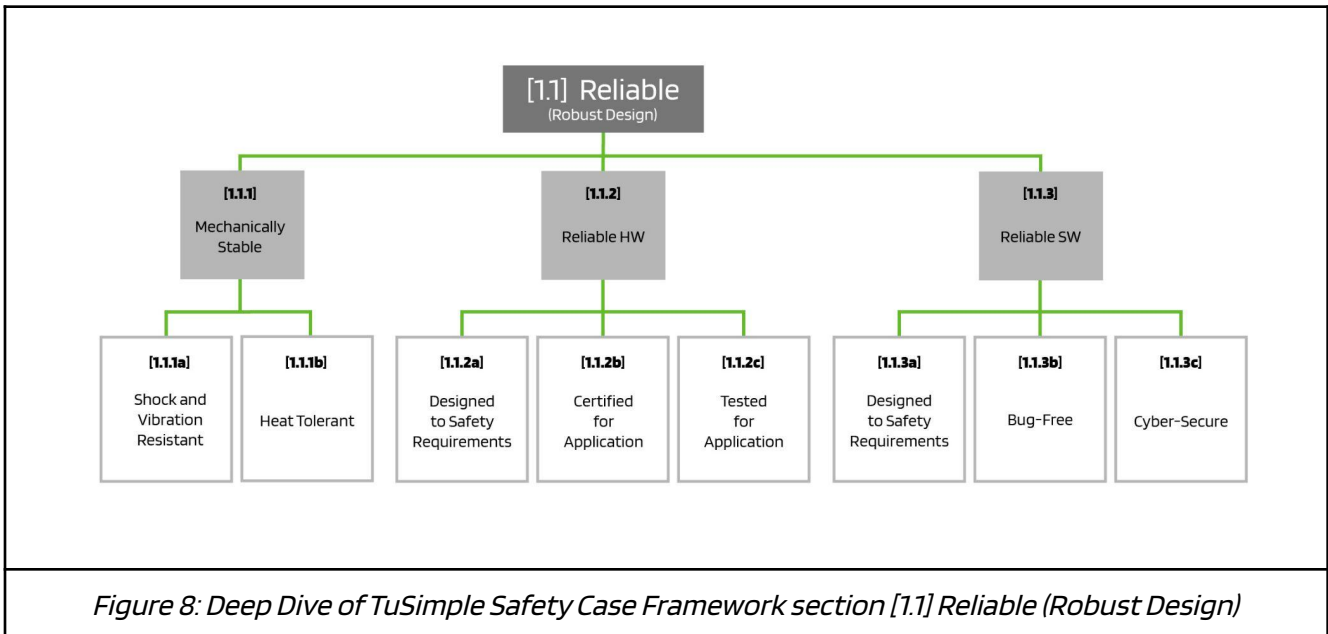 [1.1] Reliable
(Robust Design)
[1.1.1]
Mechanically
Stable
[1.1.2]
Reliable HW
[1.1.3]
Reliable SW
[1.1.1a]
Shock and
Vibration
Resistant
[1.1.1b]
Heat Tolerant
[1.1.2a]
Designed
to Safety
Requirements
[1.1.2b]
Certified
for
Application
[1.1.2c]
Tested
for
Application
[1.1.3a]
Designed
to Safety
Requirements
[1.1.3b]
Bug-Free
[1.1.3c]
Cyber-Secure
Figure 8: Deep Dive of TuSimple Safety Case Framework section [1.1] Reliable (Robust Design)